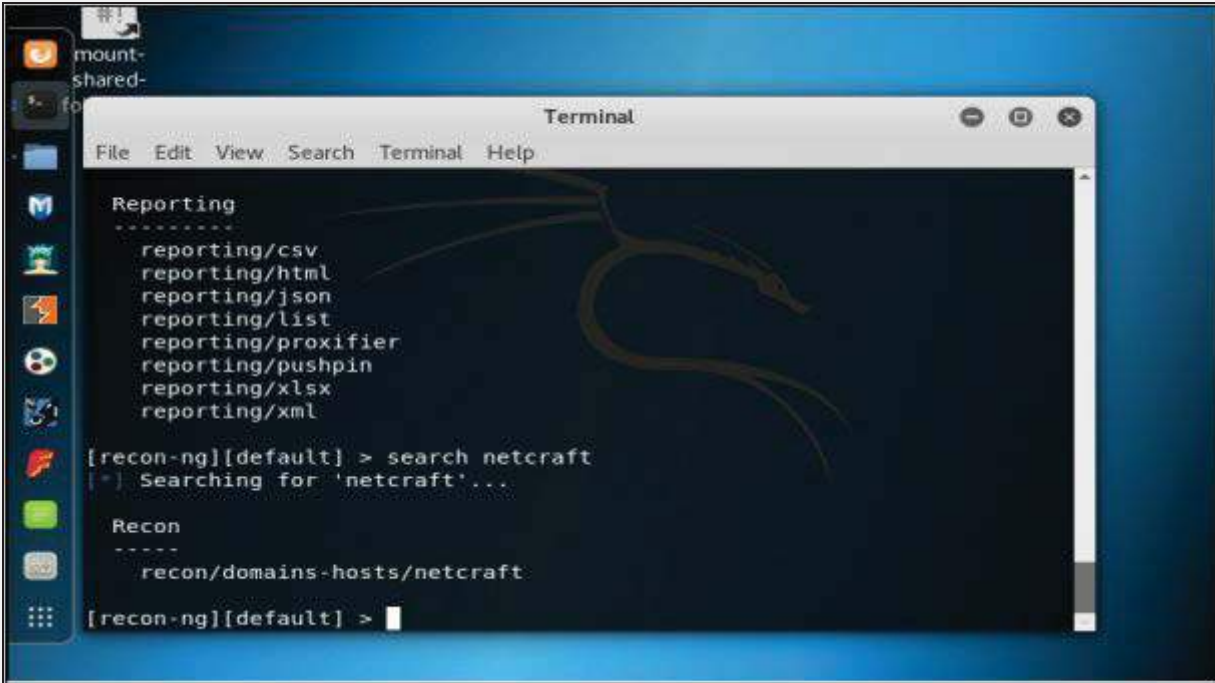 mount-
shared-
fo
Terminal
File Edit View Search Terminal Help
Reporting
---------
reporting/csv
reporting/html
reporting/json
reporting/list
reporting/proxifier
reporting/pushpin
reporting/xlsx
reporting/xml
[recon-ng][default] > search netcraft
[*] Searching for 'netcraft'...
Recon
-----
recon/domains-hosts/netcraft
[recon-ng][default] >